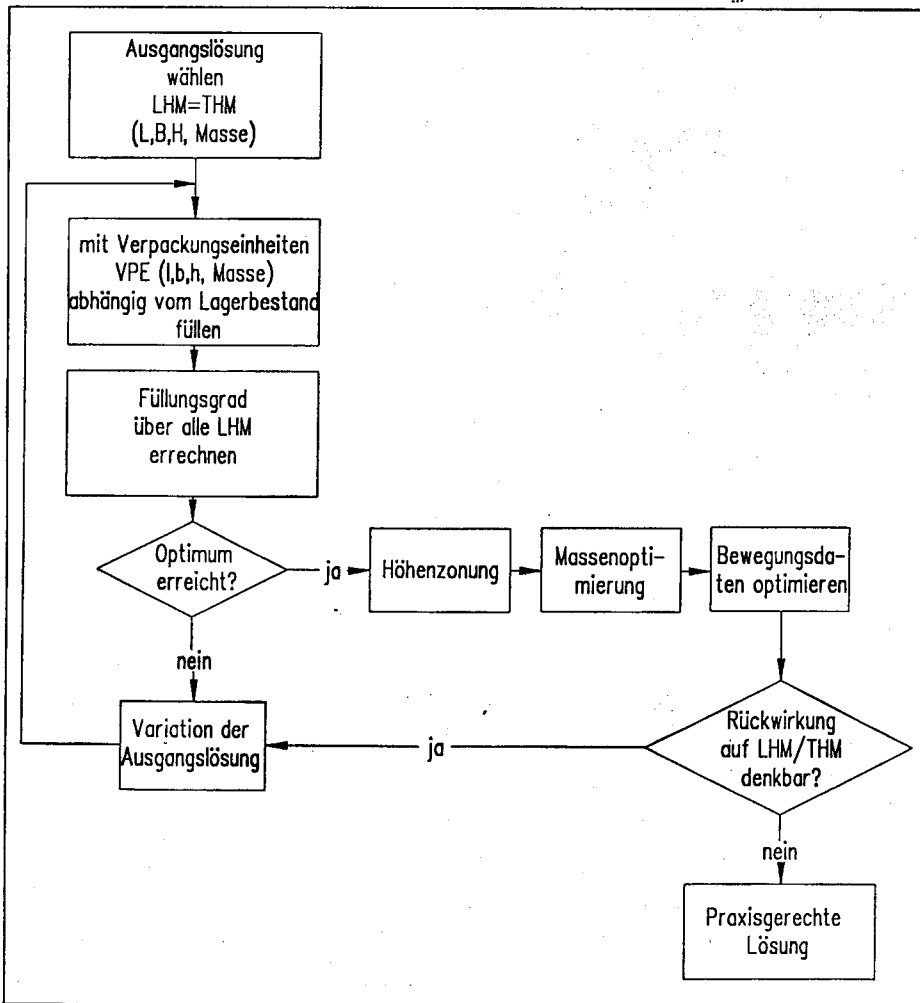 Ausgangslösung
wählen
LHM=THM
(L,B,H, Masse)
mit Verpackungseinheiten
VPE (l,b,h, Masse)
abhängig vom Lagerbestand
füllen
Füllungsgrad
über alle LHM
errechnen
Optimum
erreicht?
ja
Höhenzonung
Massenopti-
mierung
Bewegungsda-
ten optimieren
nein
Variation der
Ausgangslösung
ja
Rückwirkung
auf LHM/THM
denkbar?
nein
Praxisgerechte
Lösung